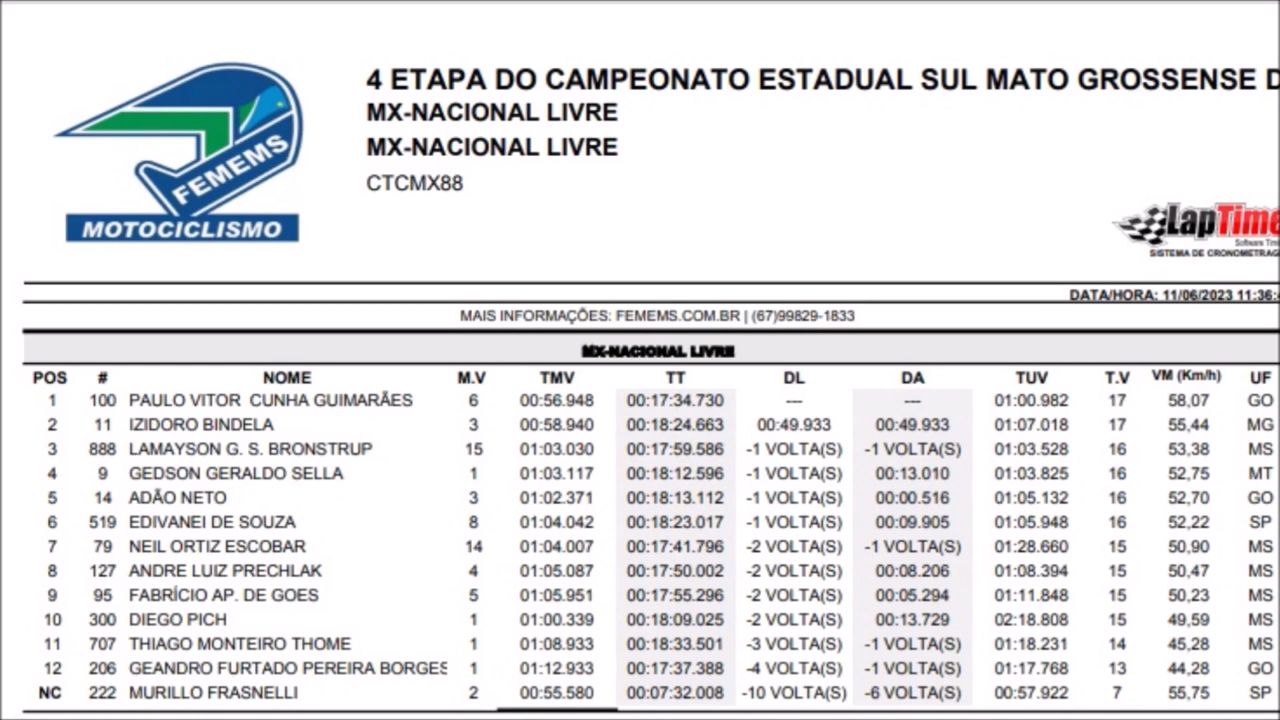 FEMEMS
MOTOCICLISMO
4 ETAPA DO CAMPEONATO ESTADUAL SUL MATO GROSSENSE D
MX-NACIONAL LIVRE
MX-NACIONAL LIVRE
CTCMX88
LapTime
SISTEMA DE CRONOMETRAG
DATA/HORA: 11/06/2023 11:36:
MAIS INFORMAÇÕES: FEMEMS.COM.BR | (67)99829-1833
MX-NACIONAL LIVRE
POS # NOME M.V TMV TT DL DA TUV T.V VM (Km/h) UF
1 100 PAULO VITOR CUNHA GUIMARÃES 6 00:56.948 00:17:34.730 --- --- 01:00.982 17 58,07 GO
2 11 IZIDORO BINDELA 3 00:58.940 00:18:24.663 00:49.933 00:49.933 01:07.018 17 55,44 MG
3 888 LAMAYSON G. S. BRONSTRUP 15 01:03.030 00:17:59.586 -1 VOLTA(S) -1 VOLTA(S) 01:03.528 16 53,38 MS
4 9 GEDSON GERALDO SELLA 1 01:03.117 00:18:12.596 -1 VOLTA(S) 00:13.010 01:03.825 16 52,75 MT
5 14 ADÃO NETO 3 01:02.371 00:18:13.112 -1 VOLTA(S) 00:00.516 01:05.132 16 52,70 GO
6 519 EDIVANEI DE SOUZA 8 01:04.042 00:18:23.017 -1 VOLTA(S) 00:09.905 01:05.948 16 52,22 SP
7 79 NEIL ORTIZ ESCOBAR 14 01:04.007 00:17:41.796 -2 VOLTA(S) -1 VOLTA(S) 01:28.660 15 50,90 MS
8 127 ANDRE LUIZ PRECHLAK 4 01:05.087 00:17:50.002 -2 VOLTA(S) 00:08.206 01:08.394 15 50,47 MS
9 95 FABRÍCIO AP. DE GOES 5 01:05.951 00:17:55.296 -2 VOLTA(S) 00:05.294 01:11.848 15 50,23 MS
10 300 DIEGO PICH 1 01:00.339 00:18:09.025 -2 VOLTA(S) 00:13.729 02:18.808 15 49,59 MS
11 707 THIAGO MONTEIRO THOME 1 01:08.933 00:18:33.501 -3 VOLTA(S) -1 VOLTA(S) 01:18.231 14 45,28 MS
12 206 GEANDRO FURTADO PEREIRA BORGES 1 01:12.933 00:17:37.388 -4 VOLTA(S) -1 VOLTA(S) 01:17.768 13 44,28 GO
NC 222 MURILLO FRASNELLI 2 00:55.580 00:07:32.008 -10 VOLTA(S) -6 VOLTA(S) 00:57.922 7 55,75 SP